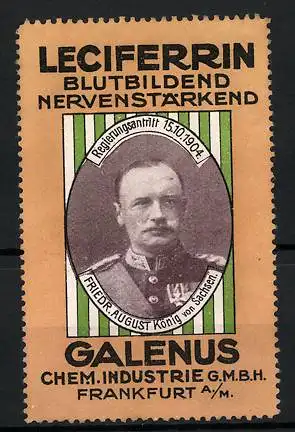 LECIFERRIN
BLUTBILDEND
NERVENSTÄRKEND
Regierungsantritt 15.10.1904.
FRIEDR. AUGUST König von Sachsen.
GALENUS
CHEM. INDUSTRIE G.M.B.H.
FRANKFURT A/M.